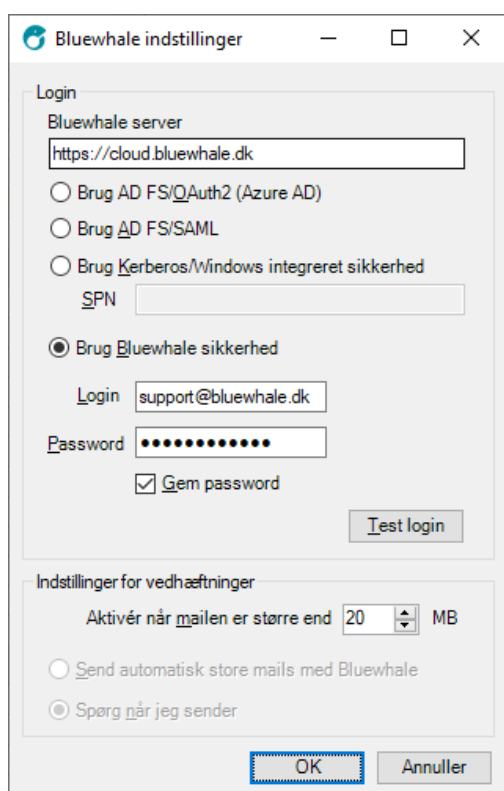 Bluewhale indstillinger
Login
Bluewhale server
https://cloud.bluewhale.dk
Brug AD FS/OAuth2 (Azure AD)
Brug AD FS/SAML
Brug Kerberos/Windows integreret sikkerhed
SPN
Brug Bluewhale sikkerhed
Login support@bluewhale.dk
Password ●●●●●●●●●●●●
Gem password
Test login
Indstillinger for vedhæftninger
Aktivér når mailen er større end 20 MB
Send automatisk store mails med Bluewhale
Spørg når jeg sender
OK Annuller